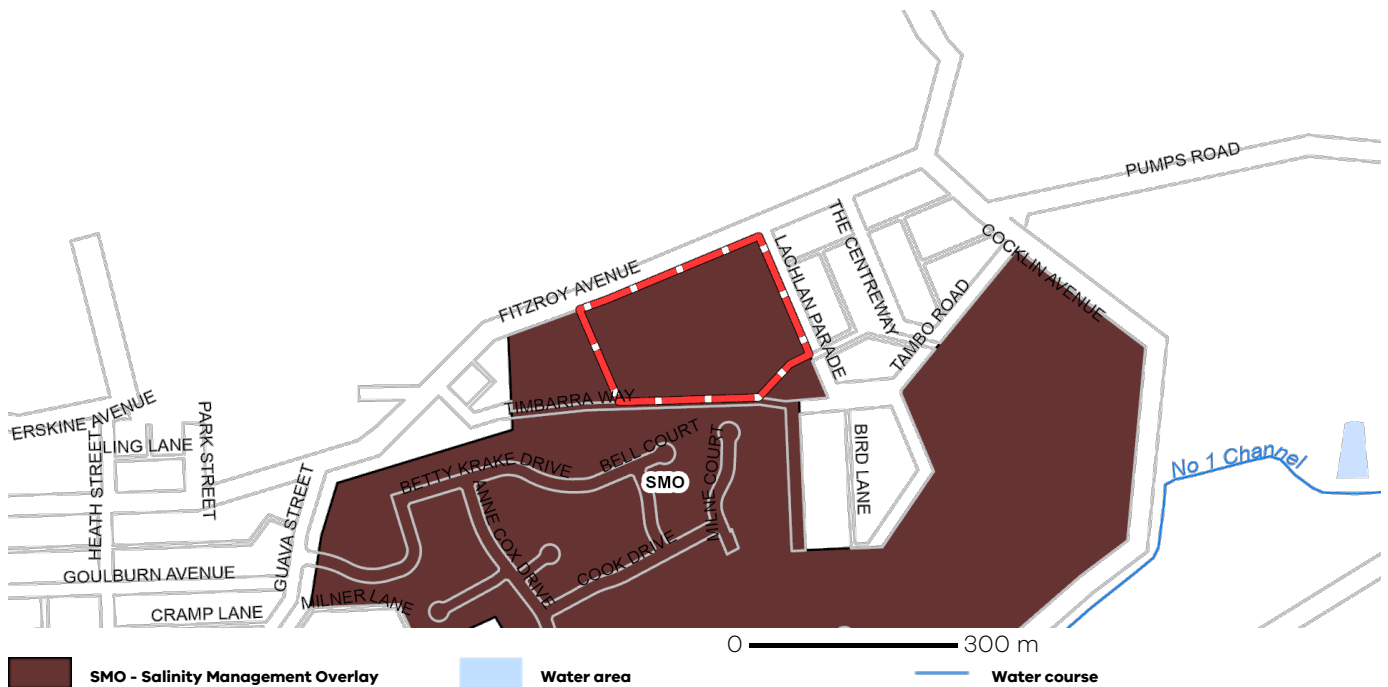 PUMPS ROAD
THE CENTREWAY
COCKLIN AVENUE
LACHLAN PARADE
FITZROY AVENUE
TAMBO ROAD
TIMBARRA WAY
ERSKINE AVENUE
PARK STREET
LING LANE
HEATH STREET
BELL COURT
BETTY KRAKE DRIVE
SMO
MILNE COURT
BIRD LANE
No 1 Channel
GUAVA STREET
ANNE COX DRIVE
COOK DRIVE
GOULBURN AVENUE
MILNER LANE
CRAMP LANE
0 300 m
SMO - Salinity Management Overlay
Water area
Water course